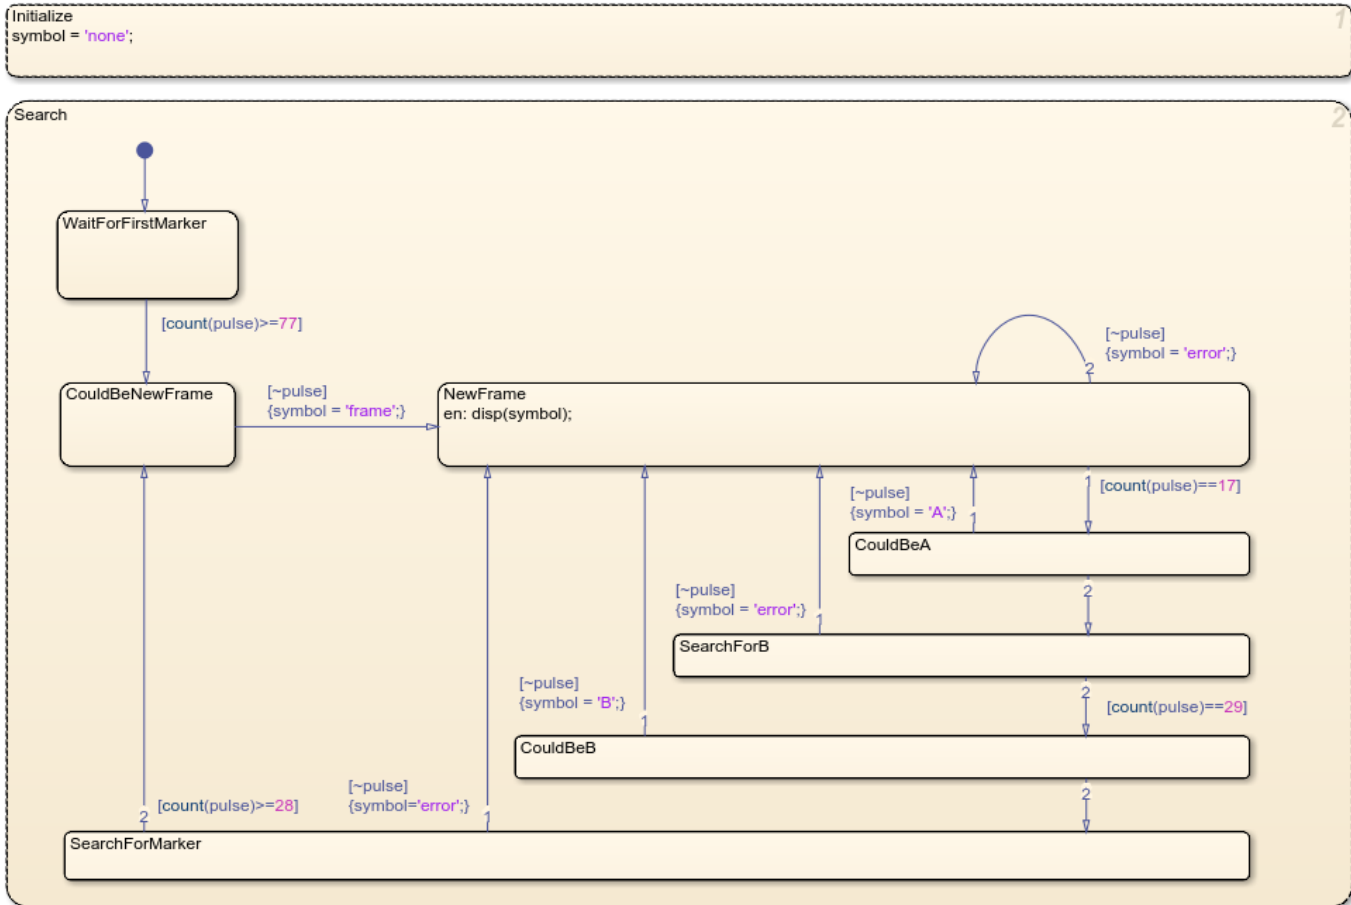 Initialize
1
symbol = 'none';
Search
2
WaitForFirstMarker
[count(pulse)>=77]
[~pulse]
{symbol = 'error';}
2
CouldBeNewFrame
[~pulse]
{symbol = 'frame';}
NewFrame
en: disp(symbol);
1
[count(pulse)==17]
[~pulse]
{symbol = 'A';}
1
CouldBeA
2
[~pulse]
{symbol = 'error';}
1
SearchForB
2
[count(pulse)==29]
[~pulse]
{symbol = 'B';}
1
CouldBeB
2
[~pulse]
{symbol='error';}
1
[count(pulse)>=28]
2
SearchForMarker